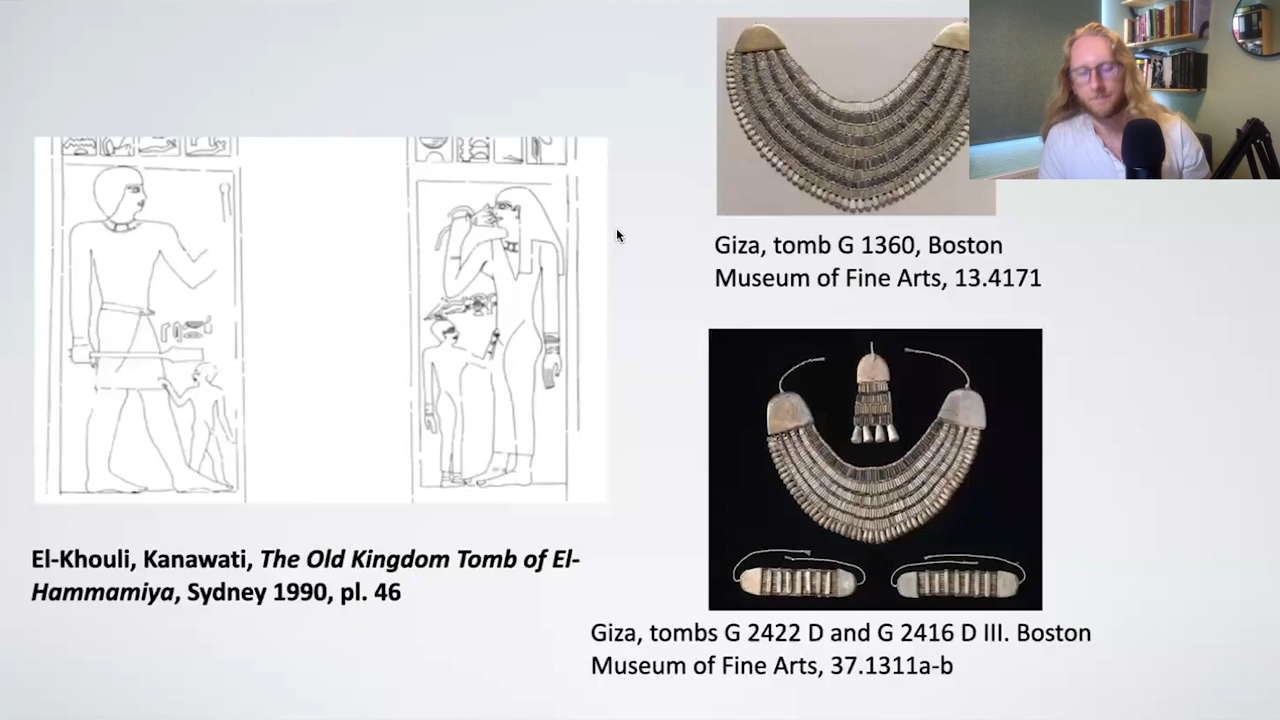 Giza, tomb G 1360, Boston
Museum of Fine Arts, 13.4171
El-Khouli, Kanawati, The Old Kingdom Tomb of El-
Hammamiya, Sydney 1990, pl. 46
Giza, tombs G 2422 D and G 2416 D III. Boston
Museum of Fine Arts, 37.1311a-b